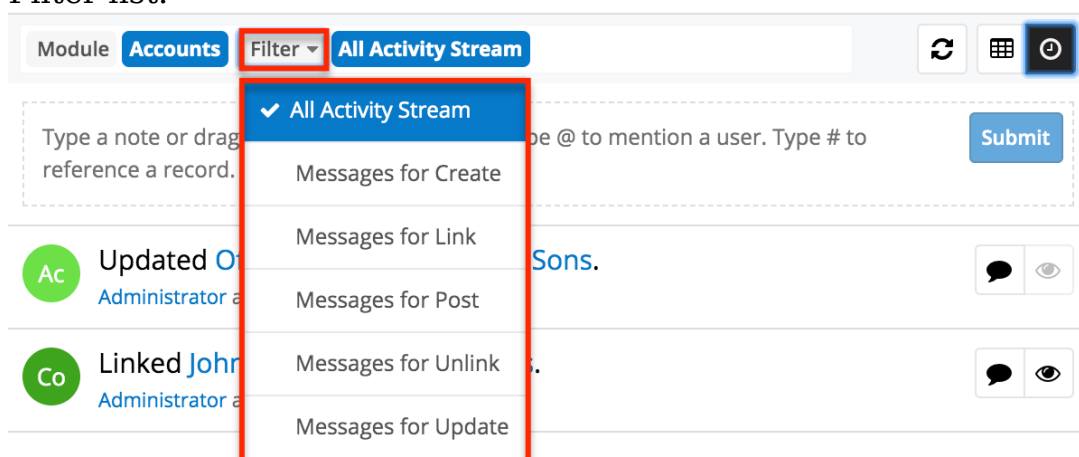 Filter list.
Module Accounts Filter All Activity Stream
All Activity Stream
Type a note or drag be @ to mention a user. Type # to
reference a record. Submit
Messages for Create
Messages for Link
Ac Updated Sons.
Administrator a
Messages for Post
Co Linked John
Messages for Unlink
Administrator a
Messages for Update